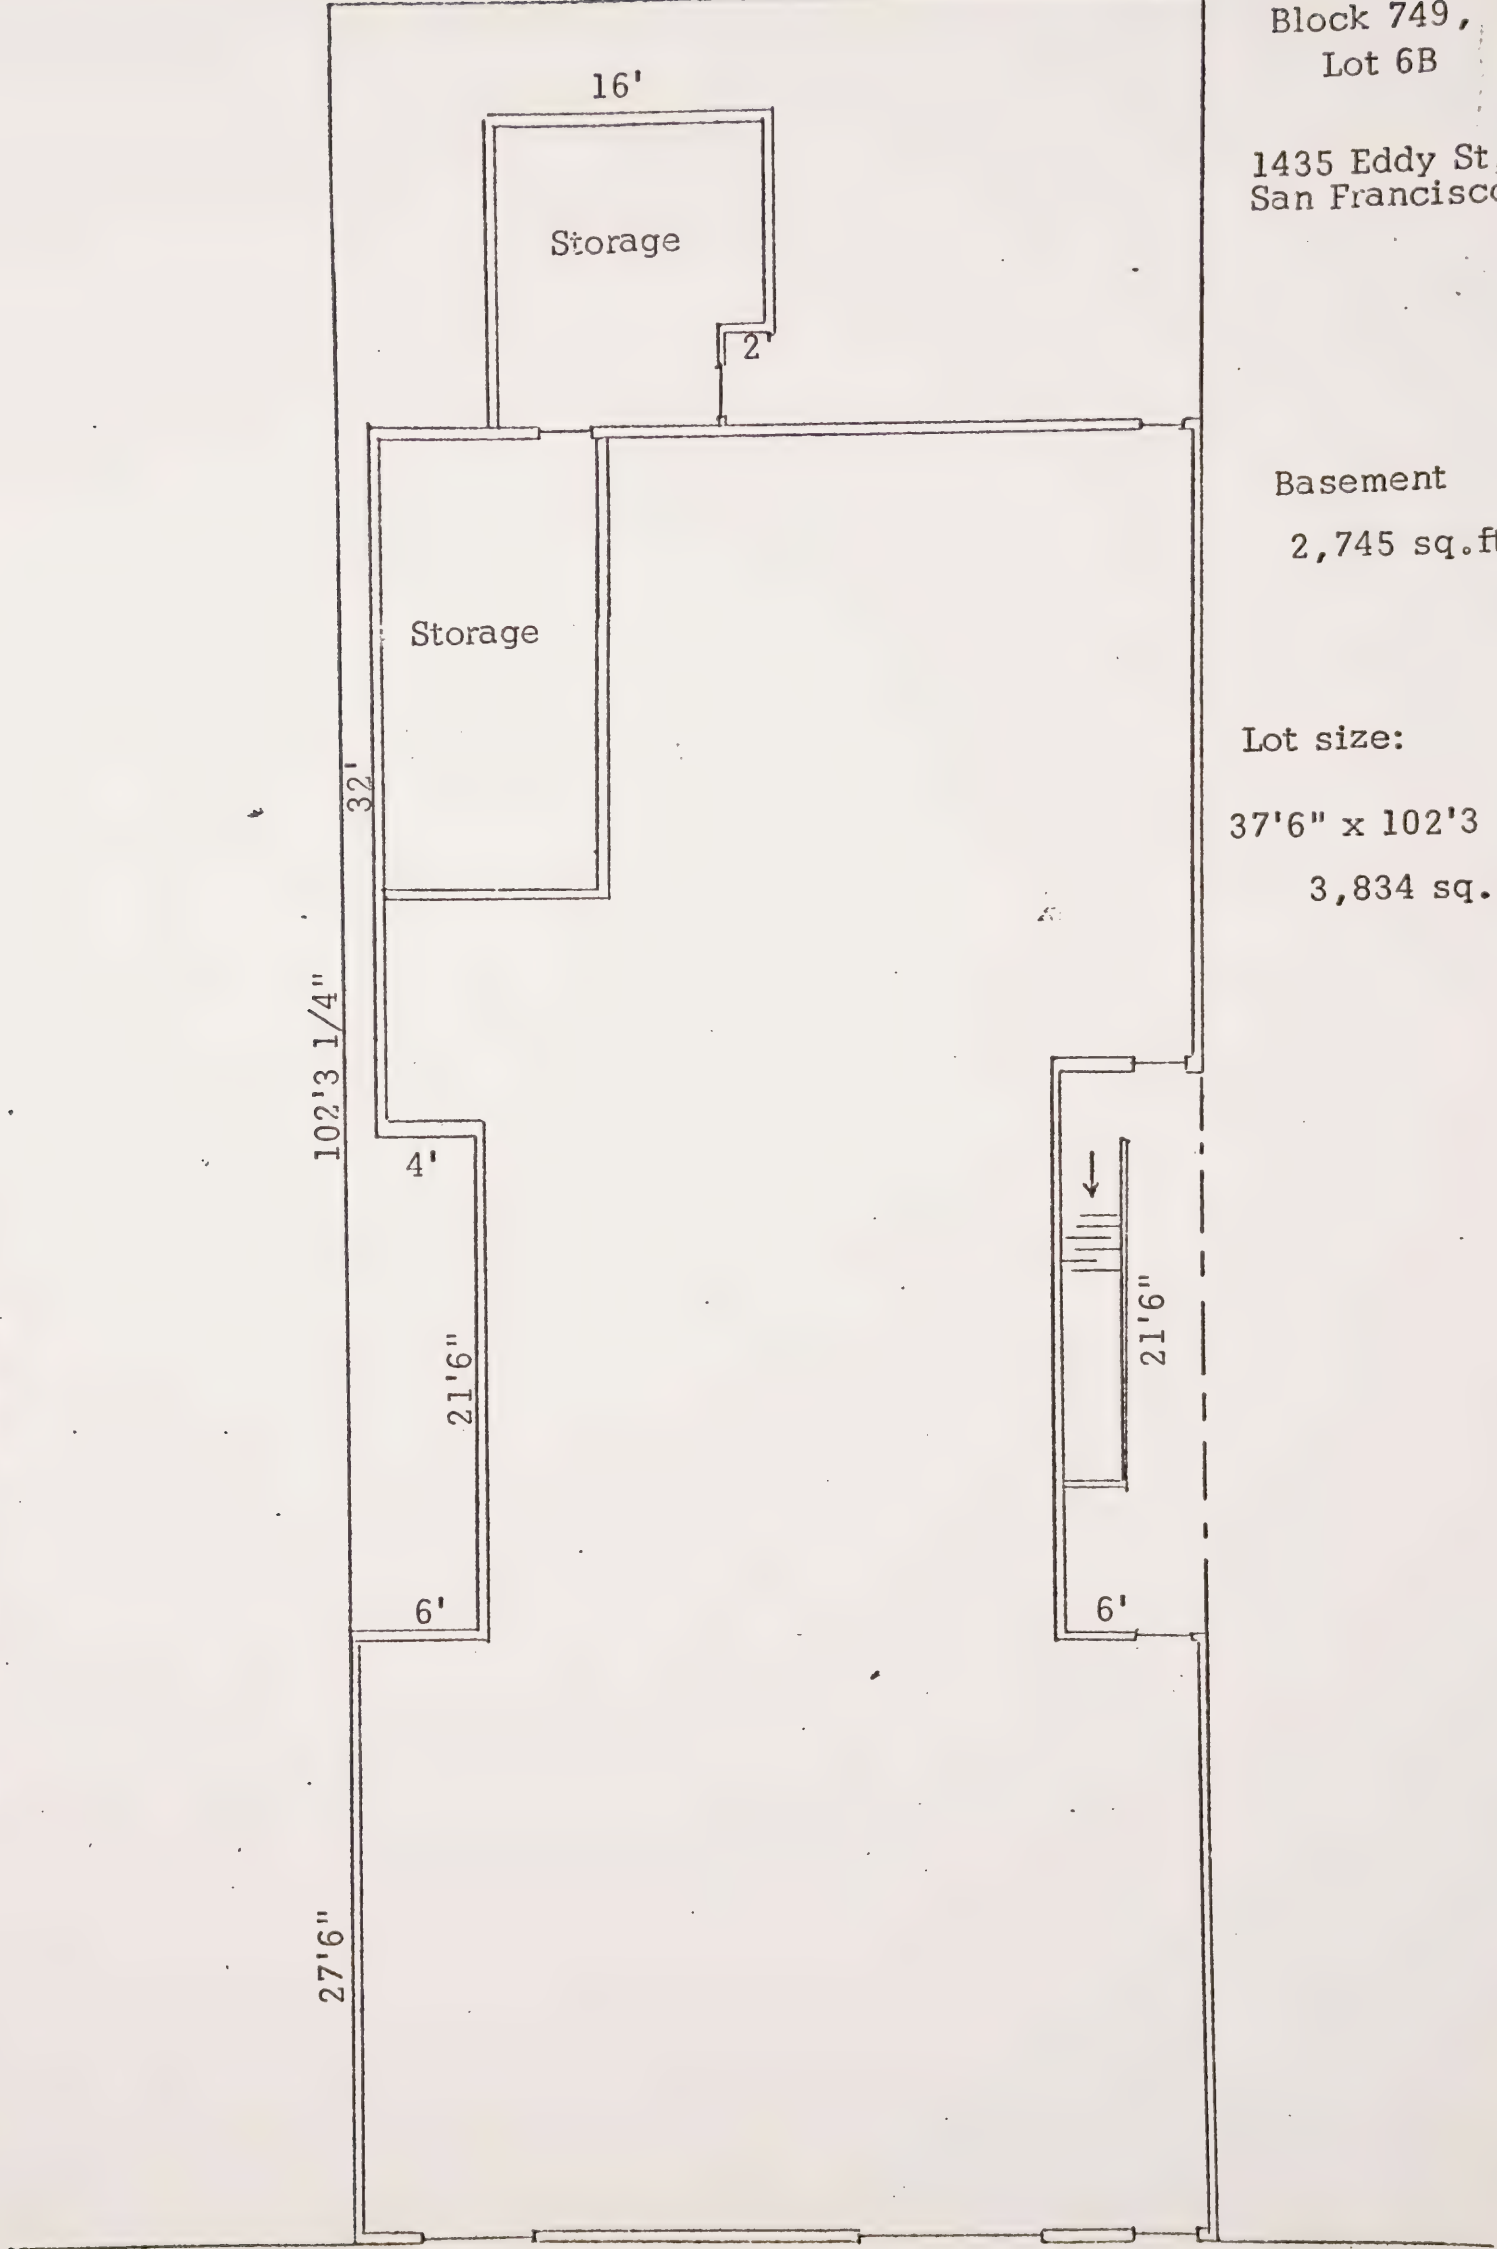 Block 749,
Lot 6B
16'
1435 Eddy St.
San Francisco
Storage
2'
Basement
2,745 sq.ft
Storage
Lot size:
32'
37'6" x 102'3
3,834 sq.
102'3 1/4"
4'
21'6"
21'6"
6'
6'
27'6"